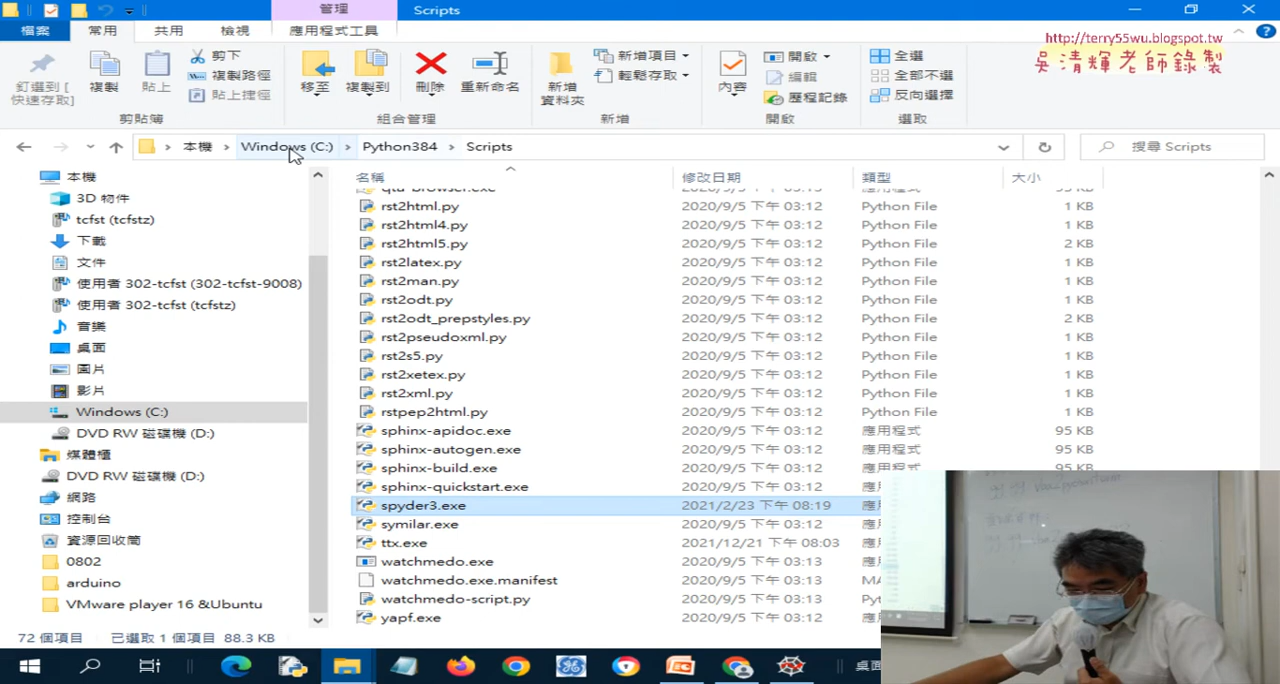 管理
Scripts
檔案
常用
共用
檢視
應用程式工具
http://terry55wu.blogspot.tw
吳清輝老師錄製
釘選到 [
快速存取]
複製
貼上
剪下
複製路徑
貼上捷徑
剪貼簿
移至
複製到
刪除
重新命名
組合管理
新增
資料夾
新增項目
輕鬆存取
新增
內容
開啟
編輯
歷程記錄
開啟
全選
全部不選
反向選擇
選取
本機 > Windows (C:) > Python384 > Scripts
搜尋 Scripts
名稱 修改日期 類型 大小
本機
3D 物件
tcfst (tcfstz)
下載
文件
使用者 302-tcfst (302-tcfst-9008)
使用者 302-tcfst (tcfstz)
音樂
桌面
圖片
影片
Windows (C:)
DVD RW 磁碟機 (D:)
媒體櫃
DVD RW 磁碟機 (D:)
網路
控制台
資源回收筒
0802
arduino
VMware player 16 &Ubuntu
rst2html.py 2020/9/5 下午 03:12 Python File 1 KB
rst2html4.py 2020/9/5 下午 03:12 Python File 1 KB
rst2html5.py 2020/9/5 下午 03:12 Python File 2 KB
rst2latex.py 2020/9/5 下午 03:12 Python File 1 KB
rst2man.py 2020/9/5 下午 03:12 Python File 1 KB
rst2odt.py 2020/9/5 下午 03:12 Python File 1 KB
rst2odt_prepstyles.py 2020/9/5 下午 03:12 Python File 2 KB
rst2pseudoxml.py 2020/9/5 下午 03:12 Python File 1 KB
rst2s5.py 2020/9/5 下午 03:12 Python File 1 KB
rst2xetex.py 2020/9/5 下午 03:12 Python File 1 KB
rst2xml.py 2020/9/5 下午 03:12 Python File 1 KB
rstpep2html.py 2020/9/5 下午 03:12 Python File 1 KB
sphinx-apidoc.exe 2020/9/5 下午 03:12 應用程式 95 KB
sphinx-autogen.exe 2020/9/5 下午 03:12 應用程式 95 KB
sphinx-build.exe 2020/9/5 下午 03:12 應用程式 95 KB
sphinx-quickstart.exe 2020/9/5 下午 03:12
spyder3.exe 2021/2/23 下午 08:19
symilar.exe 2020/9/5 下午 03:12
ttx.exe 2021/12/21 下午 08:03
watchmedo.exe 2020/9/5 下午 03:13
watchmedo.exe.manifest 2020/9/5 下午 03:13
watchmedo-script.py 2020/9/5 下午 03:13
yapf.exe 2020/9/5 下午 03:12
72 個項目 已選取 1 個項目 88.3 KB
桌面